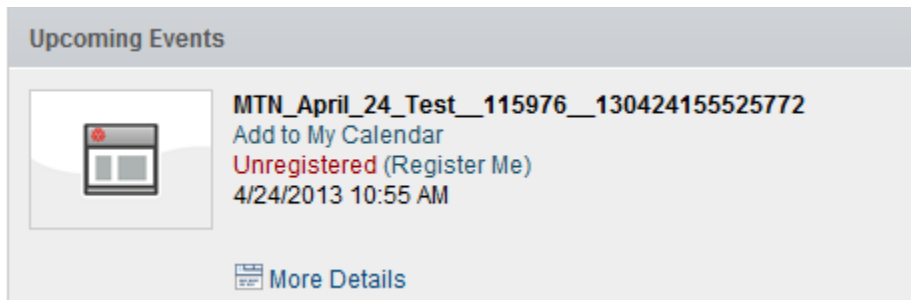 Upcoming Events
MTN_April_24_Test__115976__130424155525772
Add to My Calendar
Unregistered (Register Me)
4/24/2013 10:55 AM
More Details